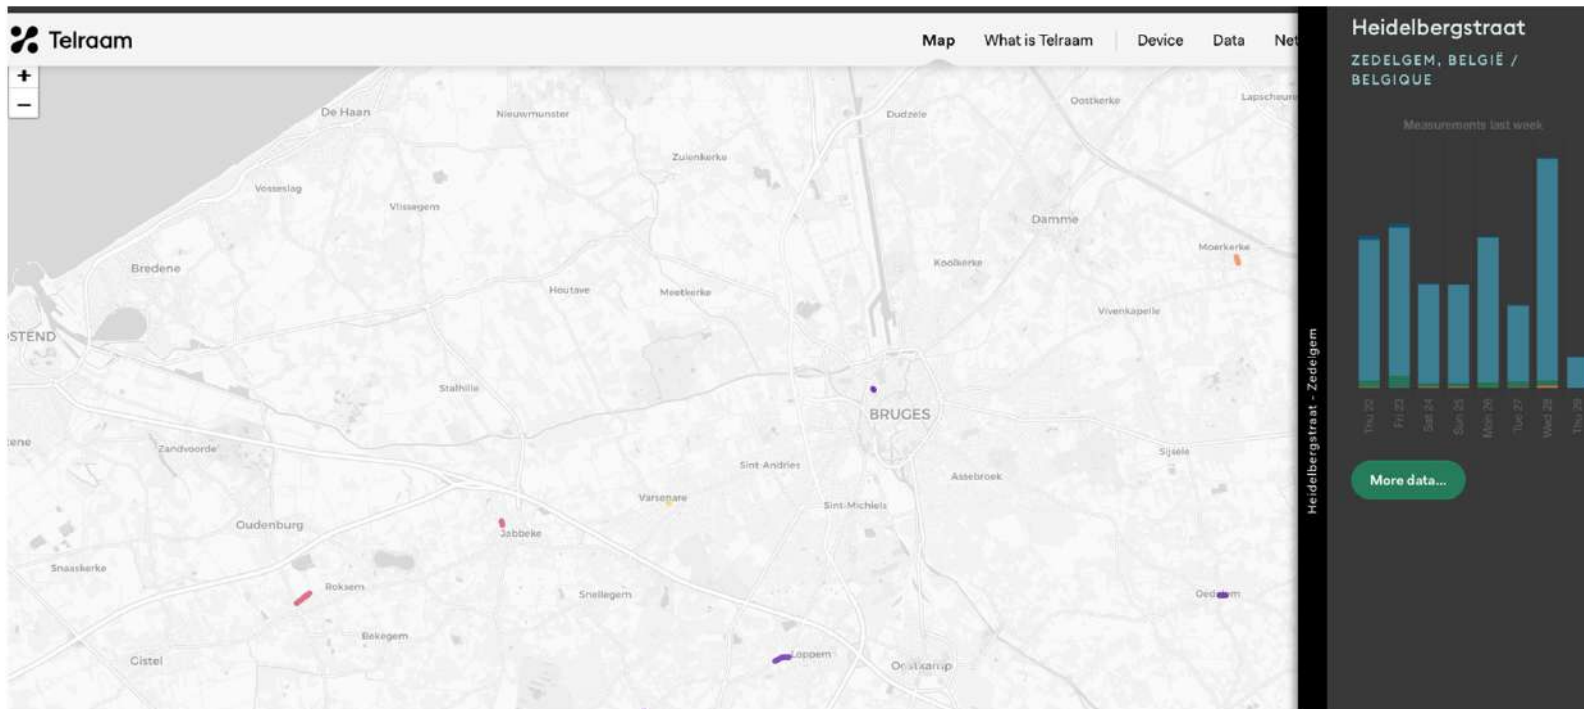 Telraam
Map
What is Telraam
Device
Data
Net
+
−
De Haan
Nieuwmunster
Dudzele
Oostkerke
Lapscheure
Zuienkerke
Vosseslag
Vlissegem
Damme
Moerkerke
Bredene
Koolkerke
Houtave
Meetkerke
Vivenkapelle
OSTEND
Stalhille
BRUGES
Zandvoorde
Sijsele
Sint-Andries
Assebroek
Varsenare
Sint-Michiels
Oudenburg
Jabbeke
Snaaskerke
Roksem
Snellegem
Bekegem
Gistel
Loppem
Oostkamp
Heidelbergstraat - Zedelgem
Heidelbergstraat
ZEDELGEM, BELGIË /
BELGIQUE
Measurements last week
Thu 22
Fri 23
Sat 24
Sun 25
Mon 26
Tue 27
Wed 28
Thu 29
More data...